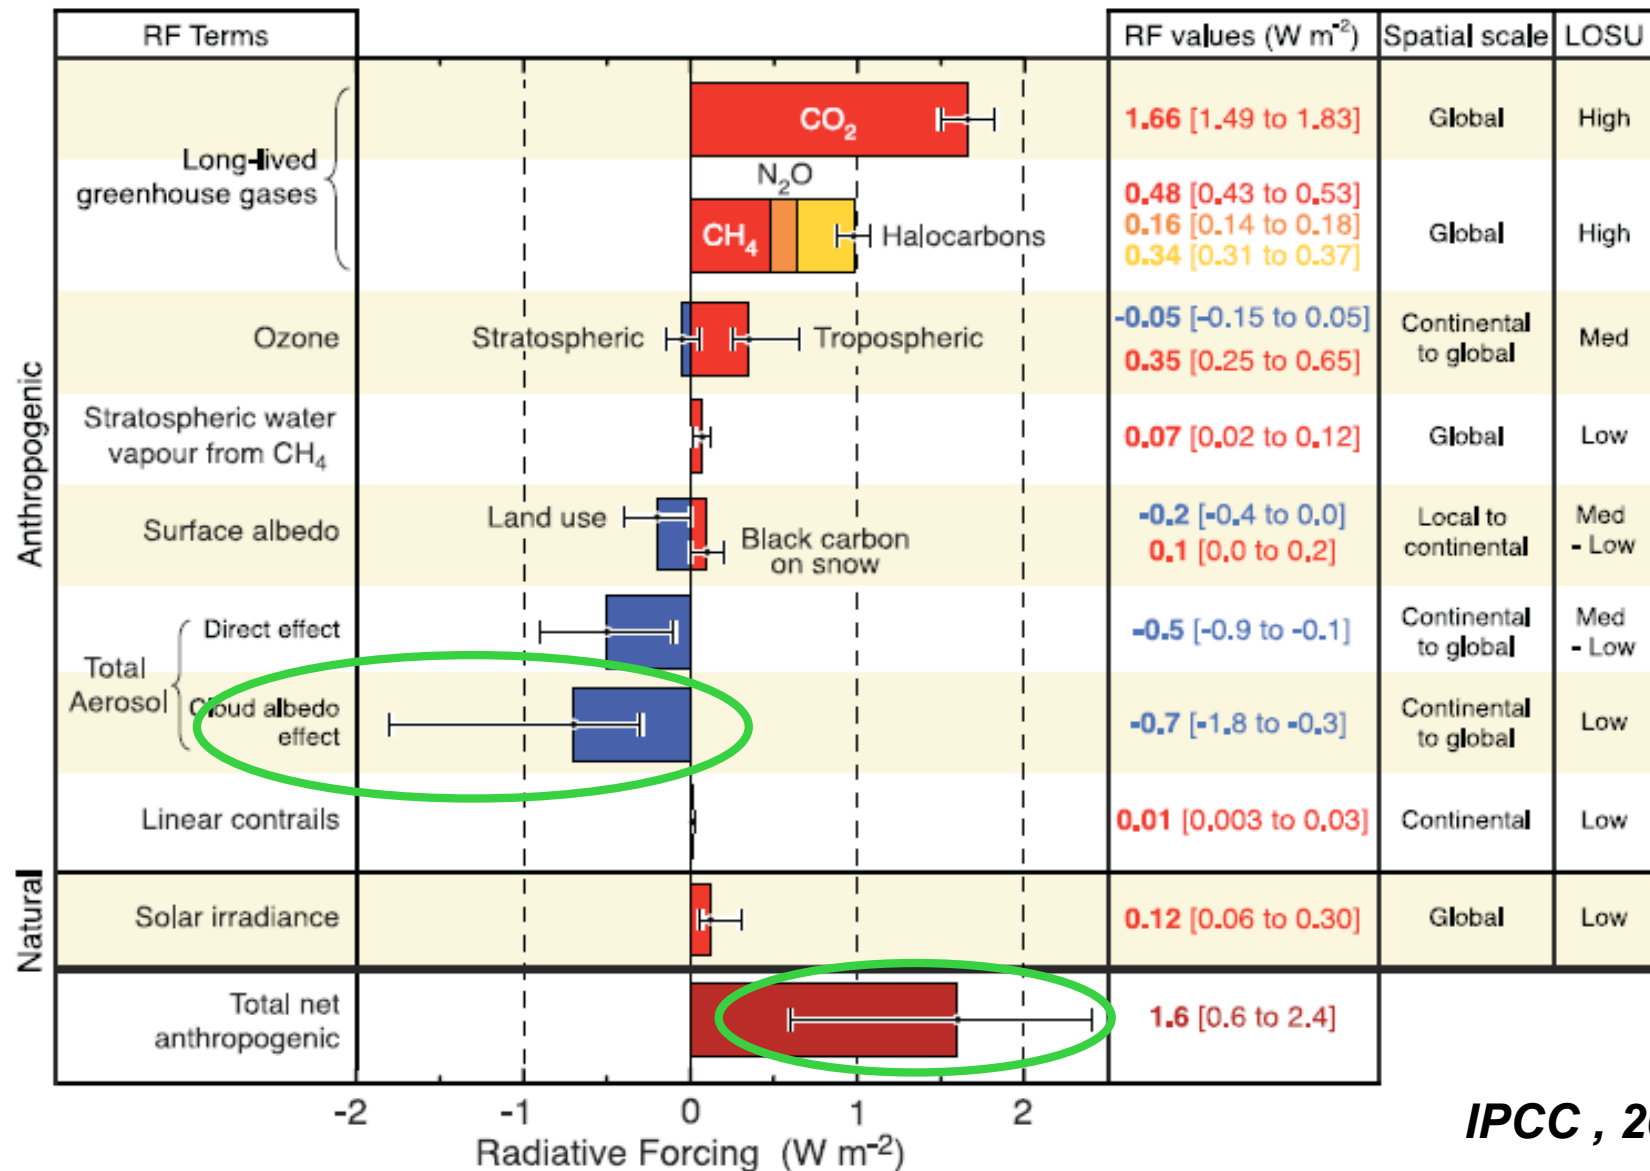 RF Terms
RF values (W m⁻²)
Spatial scale
LOSU
Anthropogenic
Long-lived
greenhouse gases
CO₂
1.66 [1.49 to 1.83]
Global
High
N₂O
CH₄
Halocarbons
0.48 [0.43 to 0.53]
0.16 [0.14 to 0.18]
0.34 [0.31 to 0.37]
Global
High
Ozone
Stratospheric
Tropospheric
-0.05 [-0.15 to 0.05]
0.35 [0.25 to 0.65]
Continental
to global
Med
Stratospheric water
vapour from CH₄
0.07 [0.02 to 0.12]
Global
Low
Surface albedo
Land use
Black carbon
on snow
-0.2 [-0.4 to 0.0]
0.1 [0.0 to 0.2]
Local to
continental
Med
- Low
Total
Aerosol
Direct effect
-0.5 [-0.9 to -0.1]
Continental
to global
Med
- Low
Cloud albedo
effect
-0.7 [-1.8 to -0.3]
Continental
to global
Low
Linear contrails
0.01 [0.003 to 0.03]
Continental
Low
Natural
Solar irradiance
0.12 [0.06 to 0.30]
Global
Low
Total net
anthropogenic
1.6 [0.6 to 2.4]
-2 -1 0 1 2
Radiative Forcing (W m⁻²)
IPCC ,